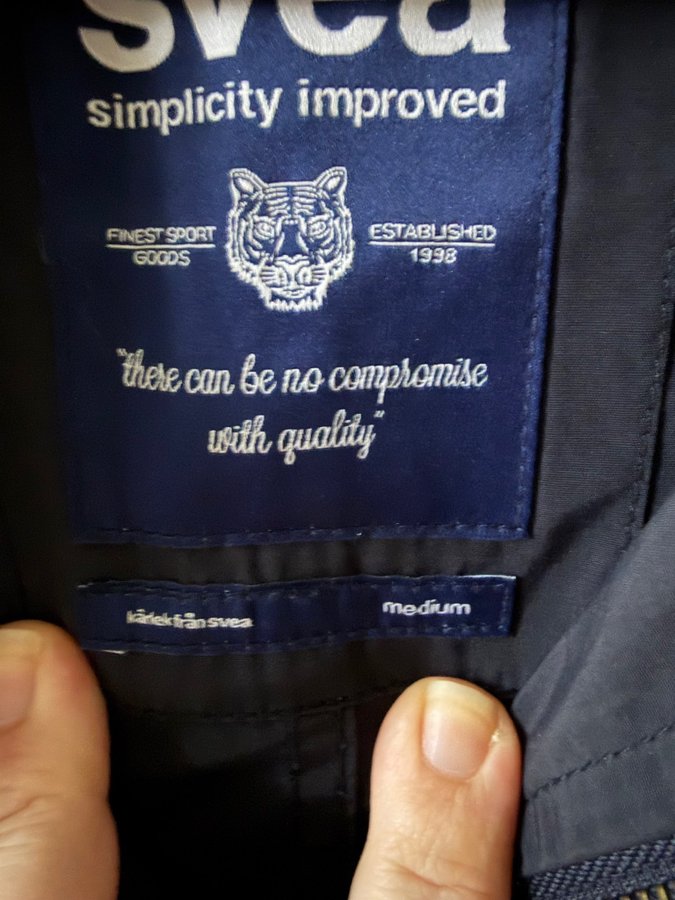 svea
simplicity improved
FINEST SPORT
GOODS
ESTABLISHED
1998
"there can be no compromise
with quality"
kärlek från svea
medium